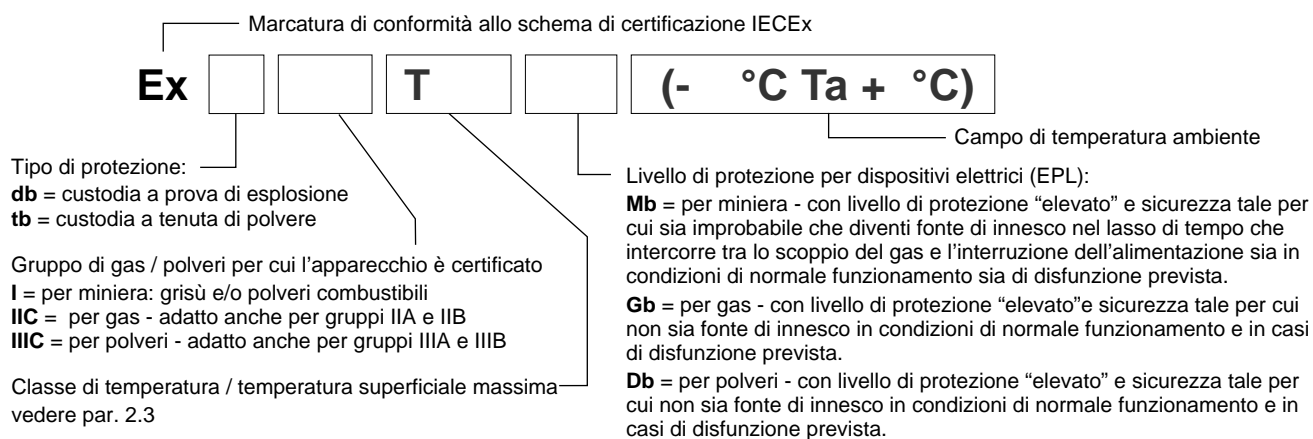 Marcatura di conformità allo schema di certificazione IECEx
Ex T (- °C Ta + °C)
Campo di temperatura ambiente
Tipo di protezione:
db = custodia a prova di esplosione
tb = custodia a tenuta di polvere
Gruppo di gas / polveri per cui l'apparecchio è certificato
I = per miniera: grisù e/o polveri combustibili
IIC = per gas - adatto anche per gruppi IIA e IIB
IIIC = per polveri - adatto anche per gruppi IIIA e IIIB
Classe di temperatura / temperatura superficiale massima
vedere par. 2.3
Livello di protezione per dispositivi elettrici (EPL):
Mb = per miniera - con livello di protezione “elevato” e sicurezza tale per
cui sia improbabile che diventi fonte di innesco nel lasso di tempo che
intercorre tra lo scoppio del gas e l’interruzione dell’alimentazione sia in
condizioni di normale funzionamento sia di disfunzione prevista.
Gb = per gas - con livello di protezione “elevato”e sicurezza tale per cui
non sia fonte di innesco in condizioni di normale funzionamento e in casi
di disfunzione prevista.
Db = per polveri - con livello di protezione “elevato” e sicurezza tale per
cui non sia fonte di innesco in condizioni di normale funzionamento e in
casi di disfunzione prevista.